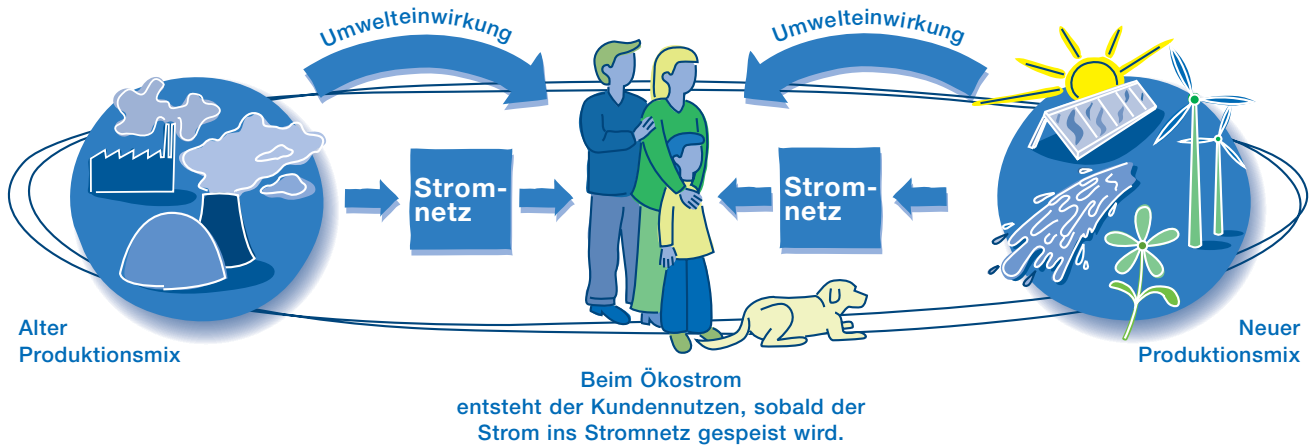 Umwelteinwirkung
Umwelteinwirkung
Strom-
netz
Strom-
netz
Alter
Produktionsmix
Neuer
Produktionsmix
Beim Ökostrom
entsteht der Kundennutzen, sobald der
Strom ins Stromnetz gespeist wird.